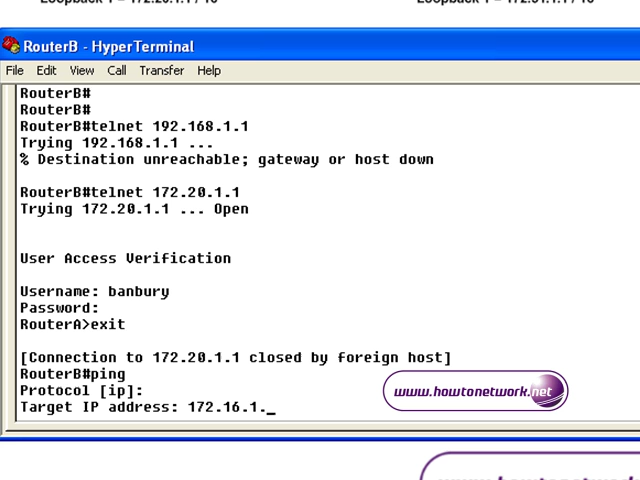 RouterB - HyperTerminal
File Edit View Call Transfer Help
RouterB#
RouterB#
RouterB#telnet 192.168.1.1
Trying 192.168.1.1 ...
% Destination unreachable; gateway or host down
RouterB#telnet 172.20.1.1
Trying 172.20.1.1 ... Open
User Access Verification
Username: banbury
Password:
RouterA>exit
[Connection to 172.20.1.1 closed by foreign host]
RouterB#ping
Protocol [ip]:
Target IP address: 172.16.1._
www.howtonetwork.net